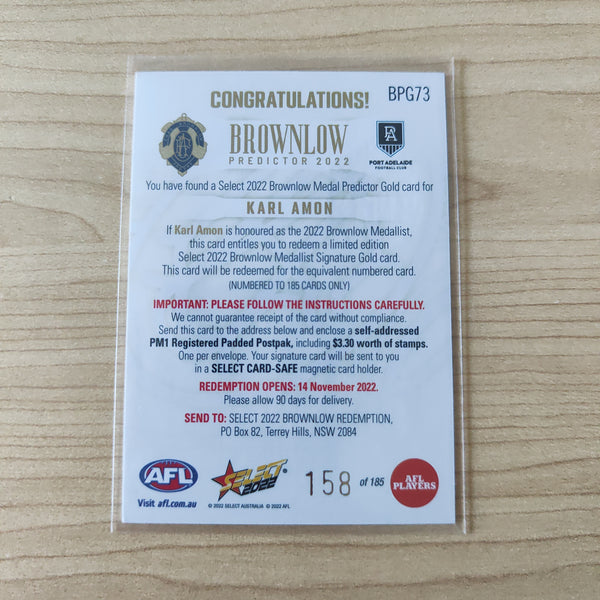 CONGRATULATIONS!
BPG73
BROWNLOW
PREDICTOR 2022
PA
PORT ADELAIDE
FOOTBALL CLUB
You have found a Select 2022 Brownlow Medal Predictor Gold card for
KARL AMON
If Karl Amon is honoured as the 2022 Brownlow Medallist,
this card entitles you to redeem a limited edition
Select 2022 Brownlow Medallist Signature Gold card.
This card will be redeemed for the equivalent numbered card.
(NUMBERED TO 185 CARDS ONLY)
IMPORTANT: PLEASE FOLLOW THE INSTRUCTIONS CAREFULLY.
We cannot guarantee receipt of the card without compliance.
Send this card to the address below and enclose a self-addressed
PM1 Registered Padded Postpak, including $3.30 worth of stamps.
One per envelope. Your signature card will be sent to you
in a SELECT CARD-SAFE magnetic card holder.
REDEMPTION OPENS: 14 November 2022.
Please allow 90 days for delivery.
SEND TO: SELECT 2022 BROWNLOW REDEMPTION,
PO Box 82, Terrey Hills, NSW 2084
AFL
Visit afl.com.au
SELECT
2022
© 2022 SELECT AUSTRALIA © 2022 AFL
158 of 185
AFL
PLAYERS